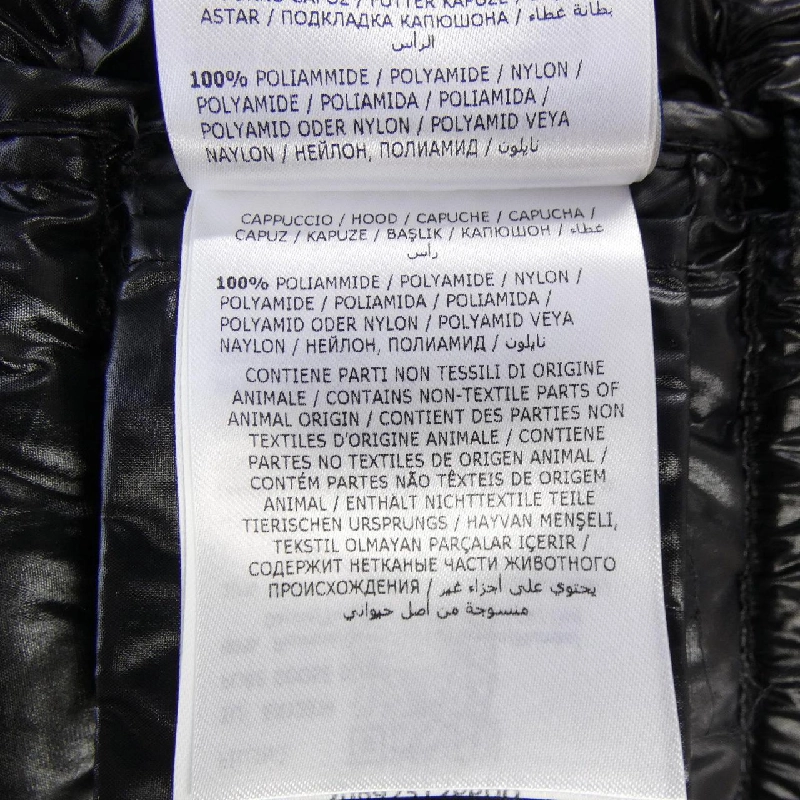 ASTAR / ПОДКЛАДКА КАПЮШОНА / بطانة غطاء
الرأس
100% POLIAMMIDE / POLYAMIDE / NYLON /
POLYAMIDE / POLIAMIDA / POLIAMIDA /
POLYAMID ODER NYLON / POLYAMID VEYA
NAYLON / НЕЙЛОН, ПОЛИАМИД / نايلون
CAPPUCCIO / HOOD / CAPUCHE / CAPUCHA /
CAPUZ / KAPUZE / BAŞLIK / КАПЮШОН / غطاء
رأس
100% POLIAMMIDE / POLYAMIDE / NYLON /
POLYAMIDE / POLIAMIDA / POLIAMIDA /
POLYAMID ODER NYLON / POLYAMID VEYA
NAYLON / НЕЙЛОН, ПОЛИАМИД / نايلون
CONTIENE PARTI NON TESSILI DI ORIGINE
ANIMALE / CONTAINS NON-TEXTILE PARTS OF
ANIMAL ORIGIN / CONTIENT DES PARTIES NON
TEXTILES D'ORIGINE ANIMALE / CONTIENE
PARTES NO TEXTILES DE ORIGEN ANIMAL /
CONTÉM PARTES NÃO TÊXTEIS DE ORIGEM
ANIMAL / ENTHÄLT NICHTTEXTILE TEILE
TIERISCHEN URSPRUNGS / HAYVAN MENŞELİ,
TEKSTIL OLMAYAN PARÇALAR IÇERIR /
СОДЕРЖИТ НЕТКАНЫЕ ЧАСТИ ЖИВОТНОГО
ПРОИСХОЖДЕНИЯ / يحتوي على أجزاء غير
منسوجة من أصل حيواني